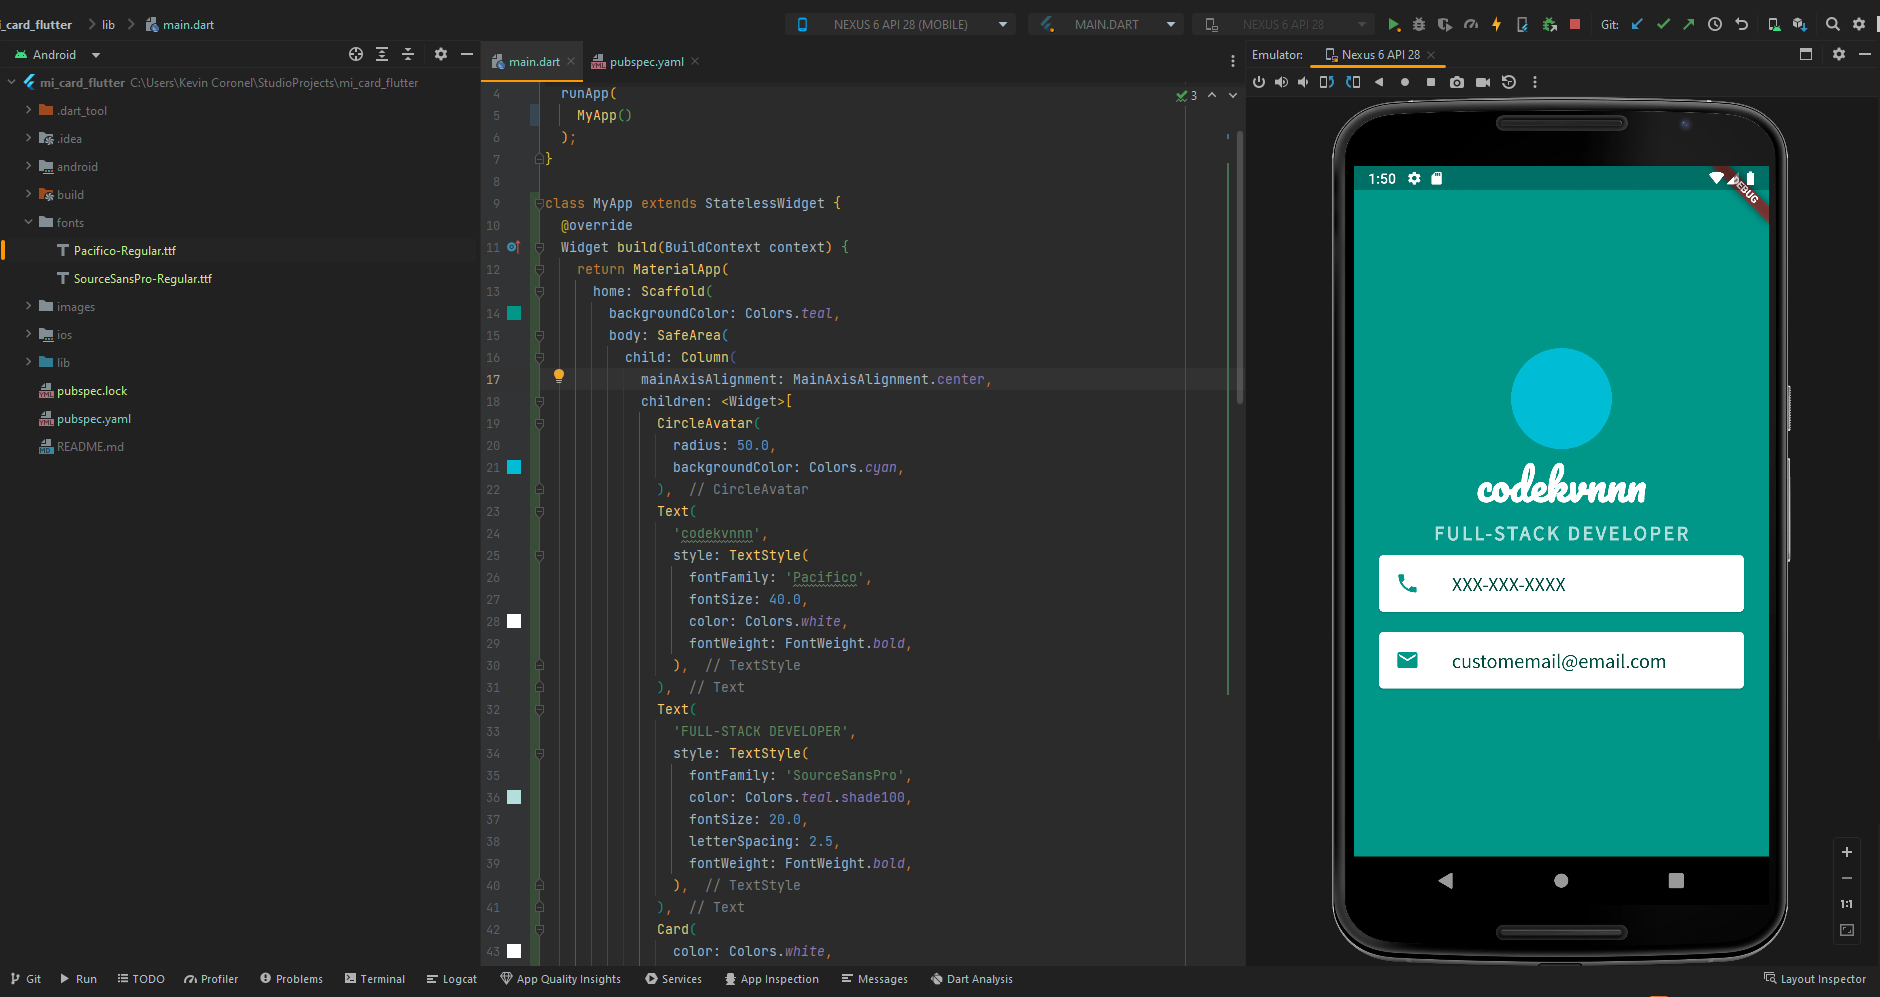 i_card_flutter lib main.dart
NEXUS 6 API 28 (MOBILE) MAIN.DART NEXUS 6 API 28 Git:
Android
mi_card_flutter C:\Users\Kevin Coronel\StudioProjects\mi_card_flutter
.dart_tool
.idea
android
build
fonts
Pacifico-Regular.ttf
SourceSansPro-Regular.ttf
images
ios
lib
pubspec.lock
pubspec.yaml
README.md
main.dart pubspec.yaml
3
4 runApp(
5 MyApp()
6 );
7 }
8
9 class MyApp extends StatelessWidget {
10 @override
11 Widget build(BuildContext context) {
12 return MaterialApp(
13 home: Scaffold(
14 backgroundColor: Colors.teal,
15 body: SafeArea(
16 child: Column(
17 mainAxisAlignment: MainAxisAlignment.center,
18 children: <Widget>[
19 CircleAvatar(
20 radius: 50.0,
21 backgroundColor: Colors.cyan,
22 ), // CircleAvatar
23 Text(
24 'codekvnnn',
25 style: TextStyle(
26 fontFamily: 'Pacifico',
27 fontSize: 40.0,
28 color: Colors.white,
29 fontWeight: FontWeight.bold,
30 ), // TextStyle
31 ), // Text
32 Text(
33 'FULL-STACK DEVELOPER',
34 style: TextStyle(
35 fontFamily: 'SourceSansPro',
36 color: Colors.teal.shade100,
37 fontSize: 20.0,
38 letterSpacing: 2.5,
39 fontWeight: FontWeight.bold,
40 ), // TextStyle
41 ), // Text
42 Card(
43 color: Colors.white,
Emulator: Nexus 6 API 28
1:50
DEBUG
codekvnnn
FULL-STACK DEVELOPER
XXX-XXX-XXXX
customemail@email.com
1:1
Git Run TODO Profiler Problems Terminal Logcat App Quality Insights Services App Inspection Messages Dart Analysis Layout Inspector